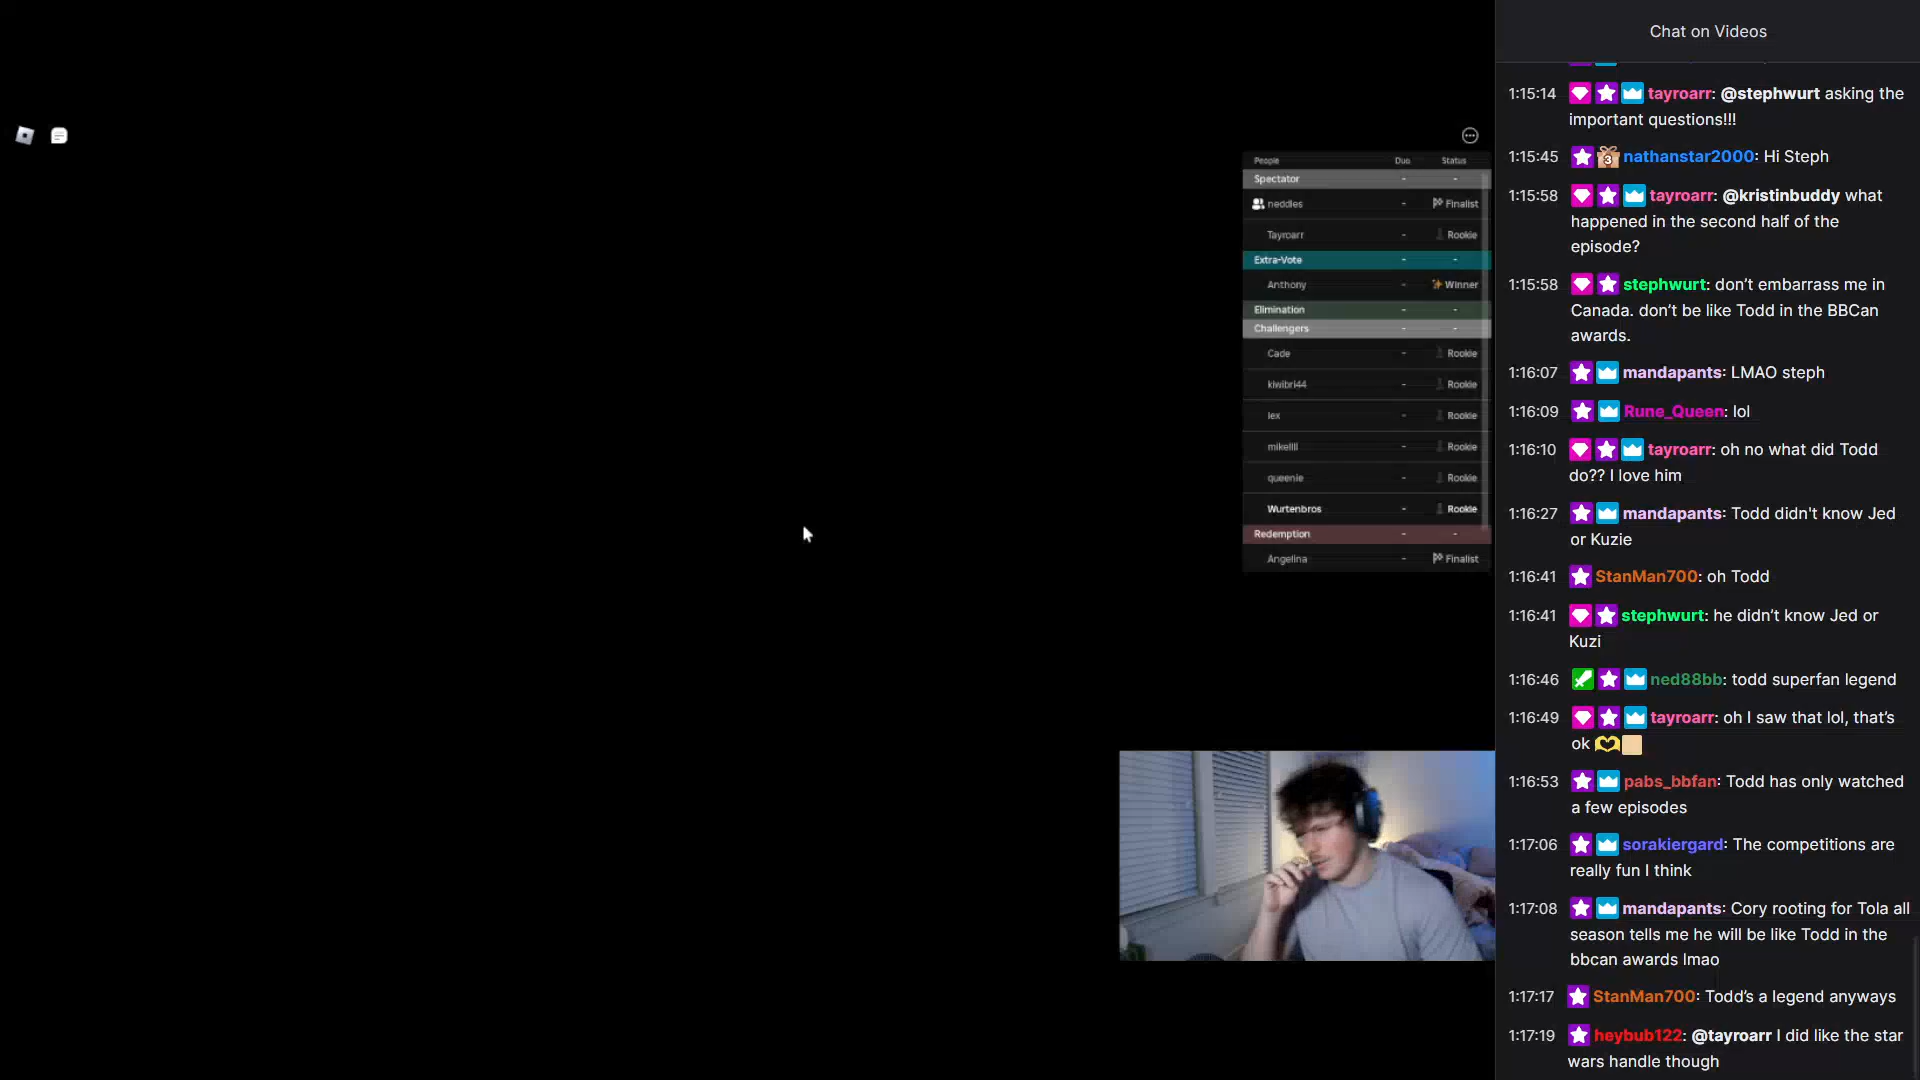 Chat on Videos
People Duo Status
Spectator - -
neddles - Finalist
Tayroarr - Rookie
Extra-Vote - -
Anthony - Winner
Elimination
Challengers - -
Cade - Rookie
kiwibri44 - Rookie
lex - Rookie
mikellll - Rookie
queenie - Rookie
Wurtenbros - Rookie
Redemption - -
Angelina - Finalist
1:15:14 tayroarr: @stephwurt asking the
important questions!!!
1:15:45 3 nathanstar2000: Hi Steph
1:15:58 tayroarr: @kristinbuddy what
happened in the second half of the
episode?
1:15:58 stephwurt: don’t embarrass me in
Canada. don’t be like Todd in the BBCan
awards.
1:16:07 mandapants: LMAO steph
1:16:09 Rune_Queen: lol
1:16:10 tayroarr: oh no what did Todd
do?? I love him
1:16:27 mandapants: Todd didn't know Jed
or Kuzie
1:16:41 StanMan700: oh Todd
1:16:41 stephwurt: he didn’t know Jed or
Kuzi
1:16:46 ned88bb: todd superfan legend
1:16:49 tayroarr: oh I saw that lol, that’s
ok
1:16:53 pabs_bbfan: Todd has only watched
a few episodes
1:17:06 sorakiergard: The competitions are
really fun I think
1:17:08 mandapants: Cory rooting for Tola all
season tells me he will be like Todd in the
bbcan awards lmao
1:17:17 StanMan700: Todd’s a legend anyways
1:17:19 heybub122: @tayroarr I did like the star
wars handle though